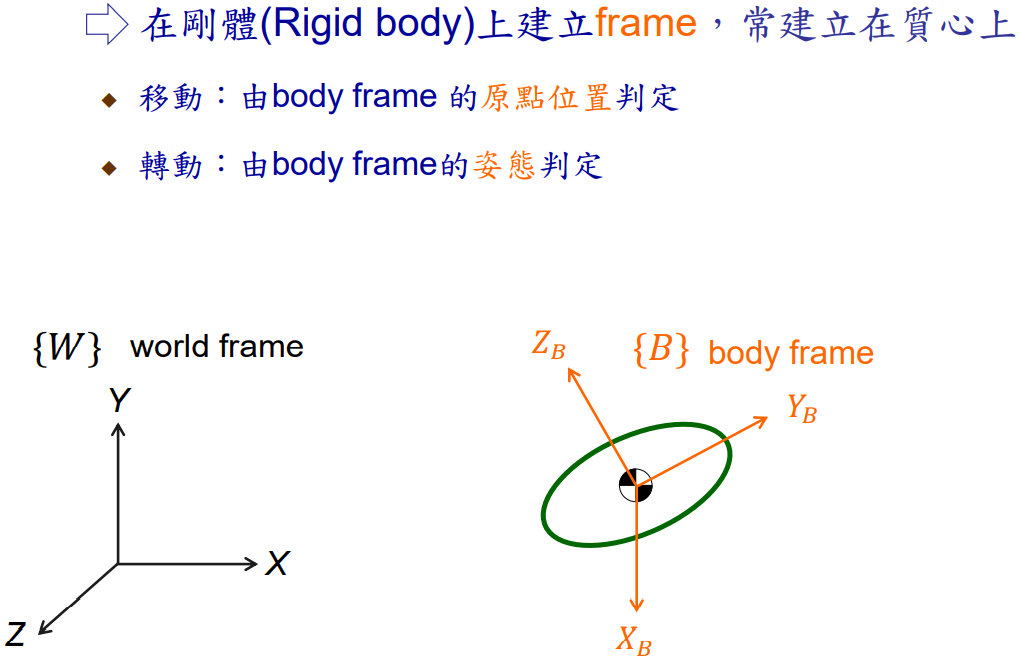 在剛體(Rigid body)上建立frame，常建立在質心上
移動：由body frame 的原點位置判定
轉動：由body frame的姿態判定
{W} world frame
Z_B {B} body frame
Y
Y_B
X
Z
X_B